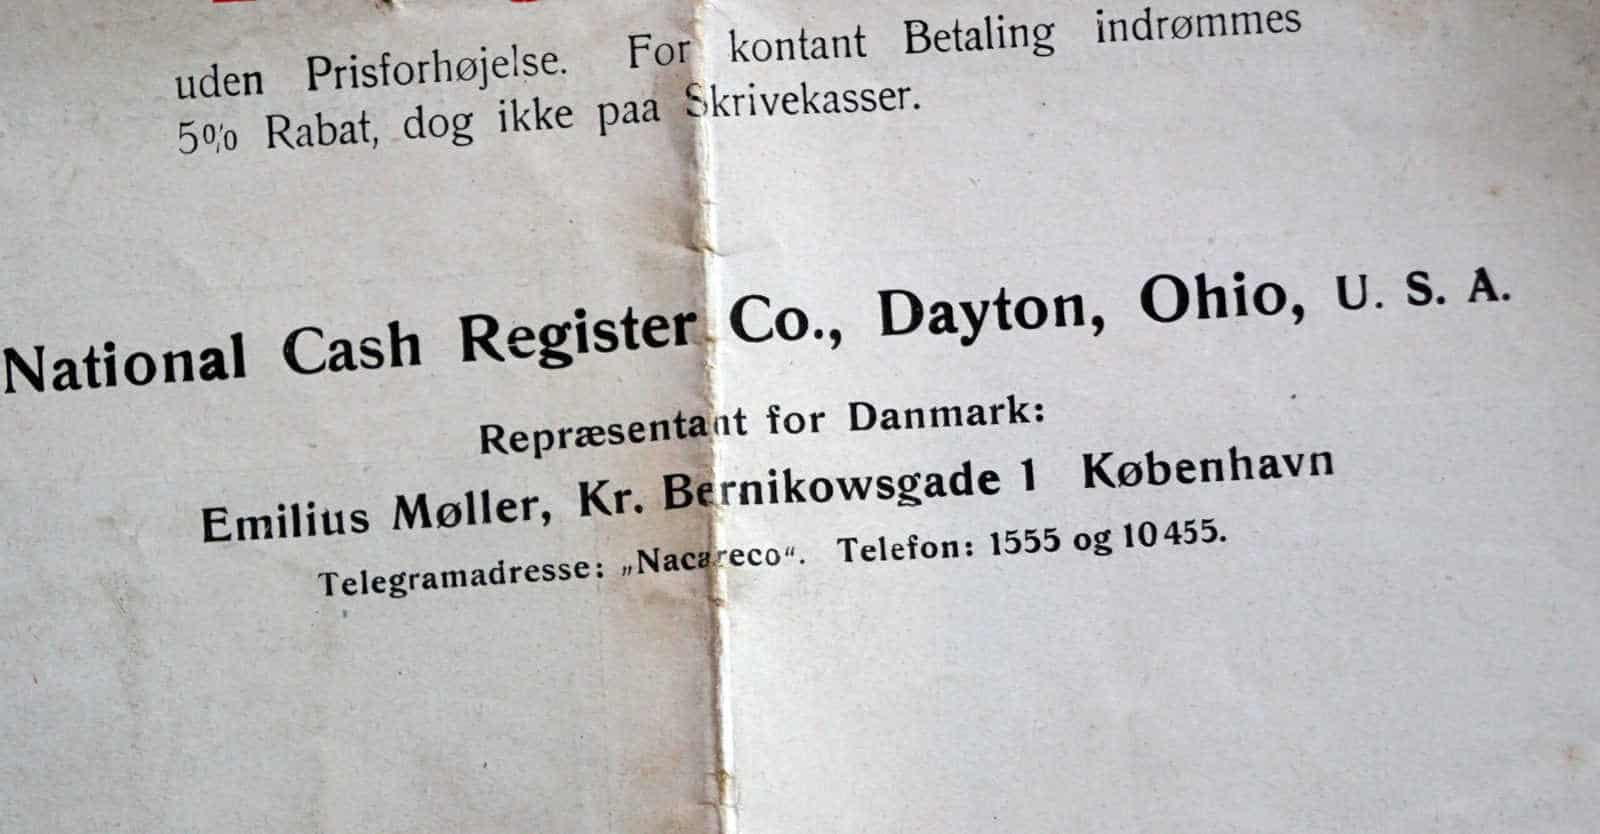 uden Prisforhøjelse. For kontant Betaling indrømmes
5% Rabat, dog ikke paa Skrivekasser.
National Cash Register Co., Dayton, Ohio, U. S. A.
Repræsentant for Danmark:
Emilius Møller, Kr. Bernikowsgade 1 København
Telegramadresse: „Nacareco“. Telefon: 1555 og 10455.